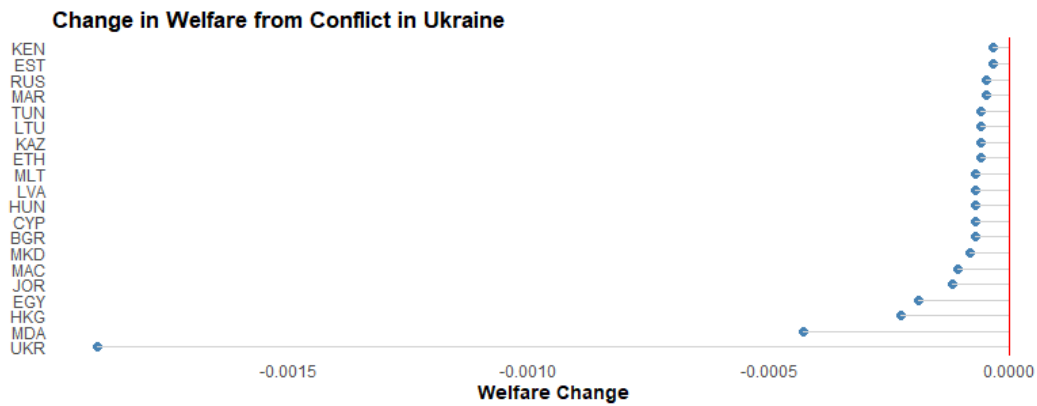 Change in Welfare from Conflict in Ukraine
KEN
EST
RUS
MAR
TUN
LTU
KAZ
ETH
MLT
LVA
HUN
CYP
BGR
MKD
MAC
JOR
EGY
HKG
MDA
UKR
-0.0015 -0.0010 -0.0005 0.0000
Welfare Change